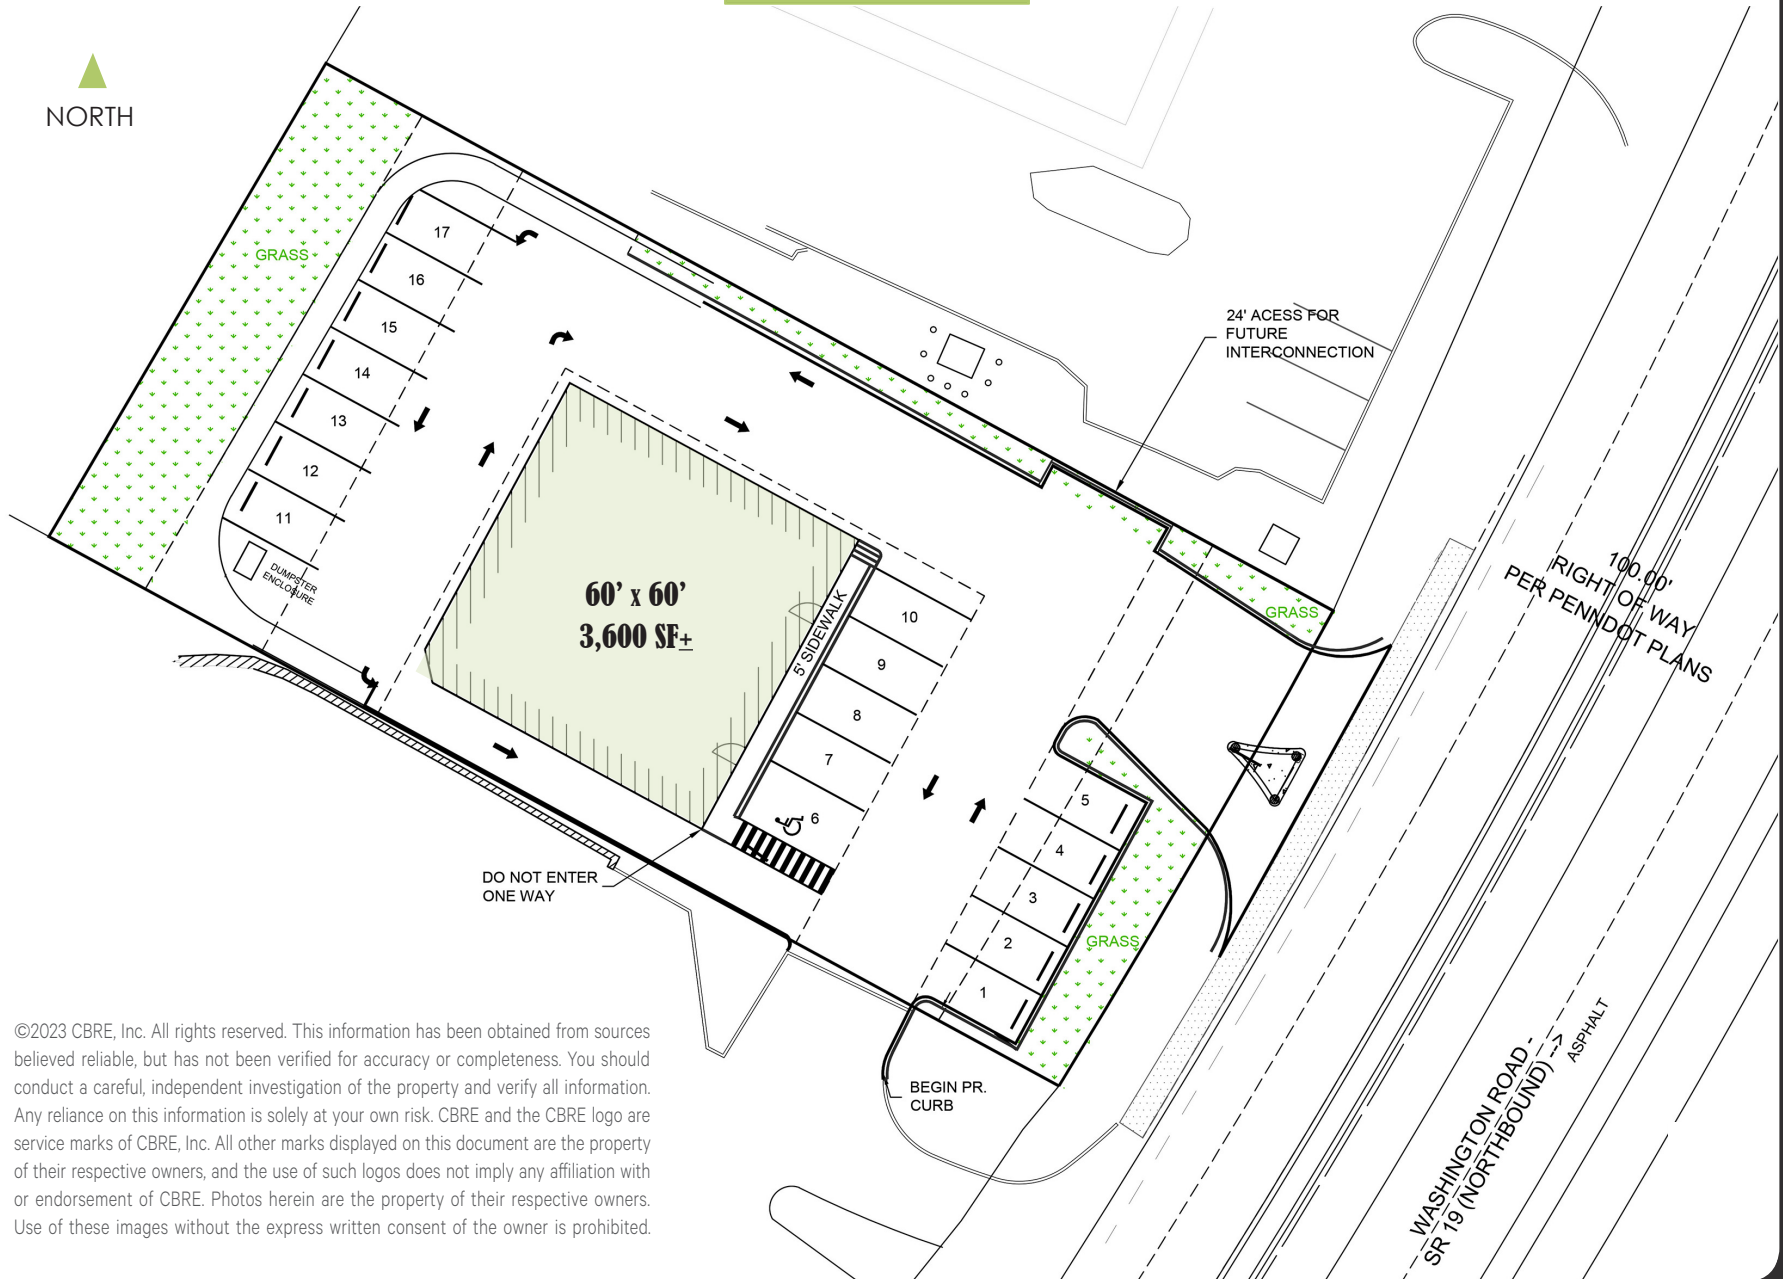 NORTH
GRASS
17
16
15
14
13
12
11
DUMPSTER
ENCLOSURE
24' ACESS FOR
FUTURE
INTERCONNECTION
60' x 60'
3,600 SF±
5' SIDEWALK
10
9
8
7
6
5
4
3
2
1
GRASS
GRASS
100.00'
RIGHT OF WAY
PER PENNDOT PLANS
DO NOT ENTER
ONE WAY
BEGIN PR.
CURB
WASHINGTON ROAD -
SR 19 (NORTHBOUND) -->
ASPHALT
©2023 CBRE, Inc. All rights reserved. This information has been obtained from sources
believed reliable, but has not been verified for accuracy or completeness. You should
conduct a careful, independent investigation of the property and verify all information.
Any reliance on this information is solely at your own risk. CBRE and the CBRE logo are
service marks of CBRE, Inc. All other marks displayed on this document are the property
of their respective owners, and the use of such logos does not imply any affiliation with
or endorsement of CBRE. Photos herein are the property of their respective owners.
Use of these images without the express written consent of the owner is prohibited.